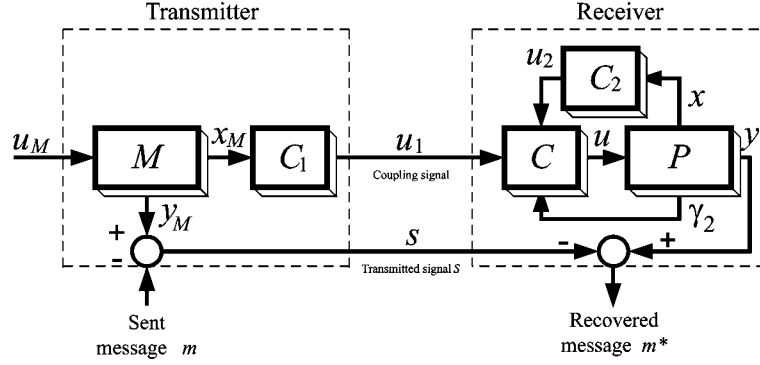 Transmitter
Receiver
u_M
M
x_M
C_1
u_1
Coupling signal
u_2
C_2
x
C
u
P
y
y_M
γ_2
+
-
s
Transmitted signal S
-
+
Sent
message m
Recovered
message m*